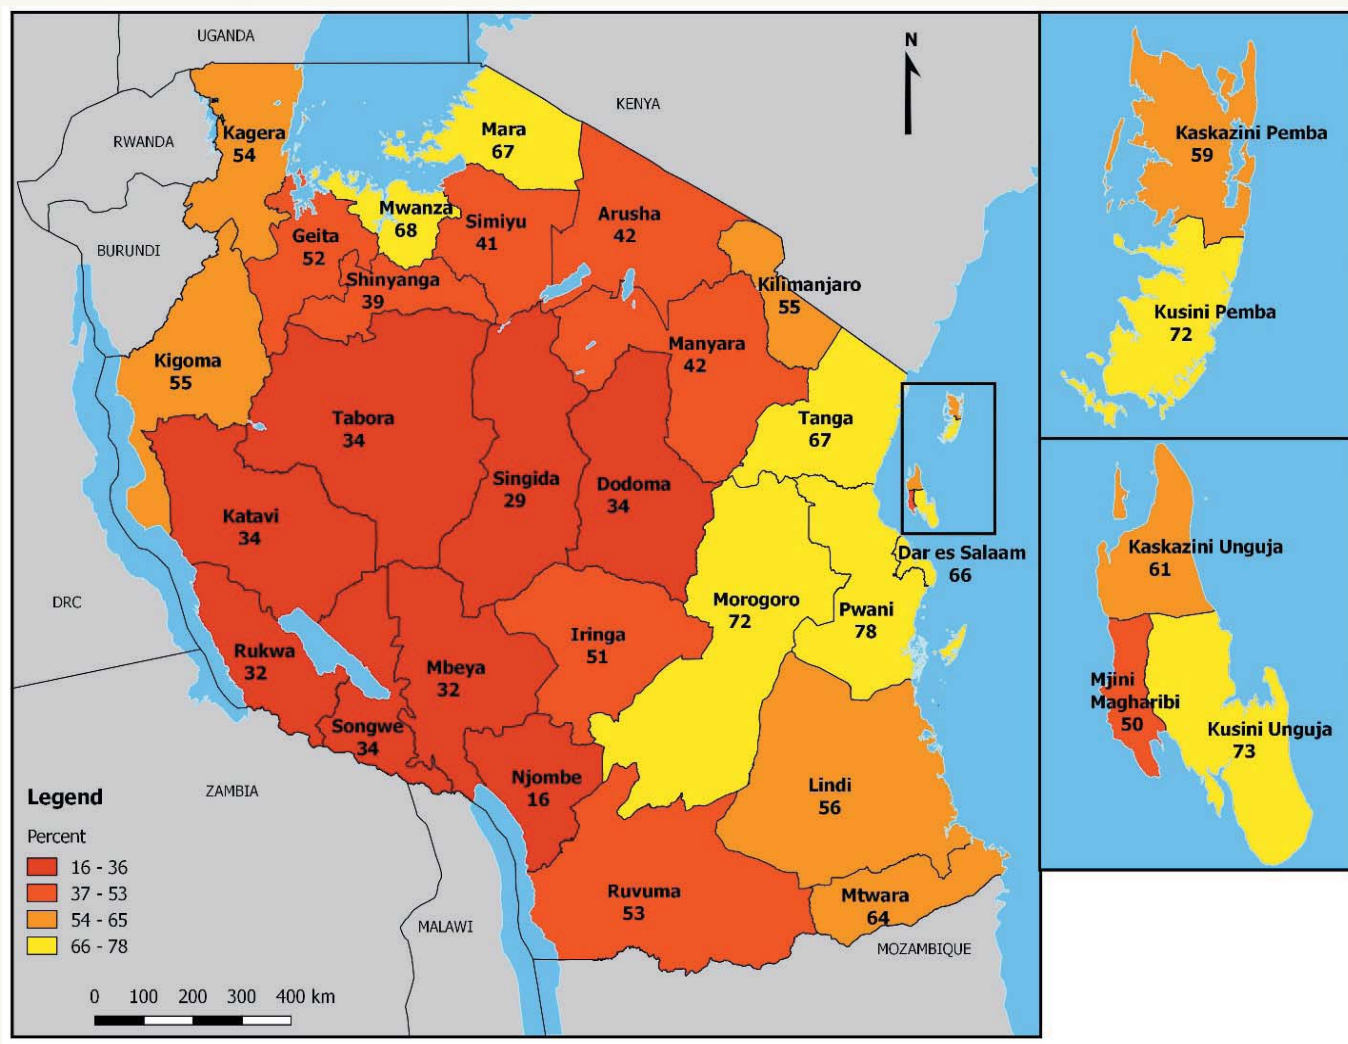 UGANDA
N
KENYA
RWANDA
BURUNDI
Kagera
54
Mara
67
Mwanza
68
Simiyu
41
Arusha
42
Geita
52
Shinyanga
39
Kilimanjaro
55
Kigoma
55
Manyara
42
Tabora
34
Tanga
67
Singida
29
Dodoma
34
Katavi
34
Dar es Salaam
66
DRC
Morogoro
72
Pwani
78
Iringa
51
Rukwa
32
Mbeya
32
Songwe
34
Njombe
16
Lindi
56
ZAMBIA
Ruvuma
53
Mtwara
64
MALAWI
MOZAMBIQUE
Legend
Percent
16 - 36
37 - 53
54 - 65
66 - 78
0 100 200 300 400 km
Kaskazini Pemba
59
Kusini Pemba
72
Kaskazini Unguja
61
Mjini
Magharibi
50
Kusini Unguja
73